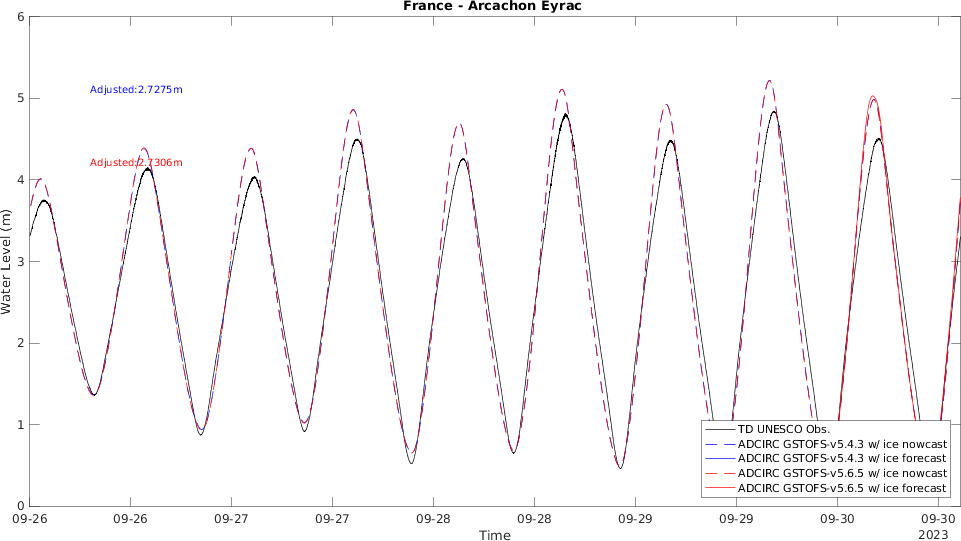 France - Arcachon Eyrac
6
5
4
3
2
1
0
Water Level (m)
Adjusted:2.7275m
Adjusted:2.7306m
TD UNESCO Obs.
ADCIRC GSTOFS-v5.4.3 w/ ice nowcast
ADCIRC GSTOFS-v5.4.3 w/ ice forecast
ADCIRC GSTOFS-v5.6.5 w/ ice nowcast
ADCIRC GSTOFS-v5.6.5 w/ ice forecast
09-26 09-26 09-27 09-27 09-28 09-28 09-29 09-29 09-30 09-30
Time
2023